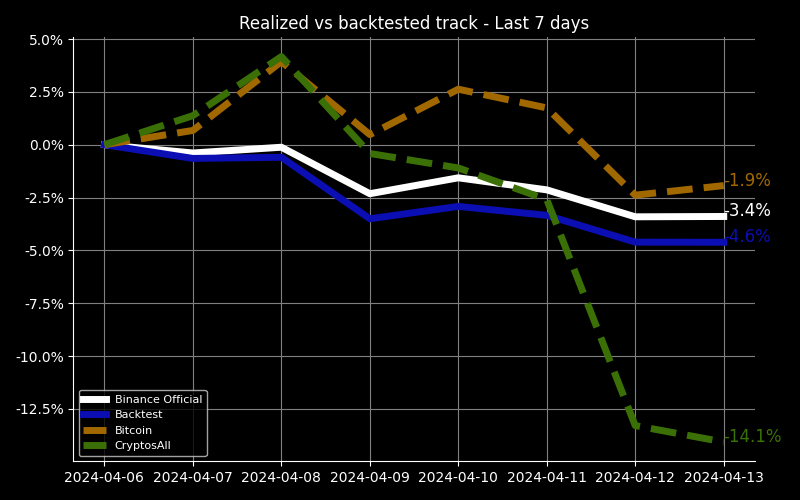 Realized vs backtested track - Last 7 days
5.0%
2.5%
0.0%
-2.5%
-5.0%
-7.5%
-10.0%
-12.5%
-1.9%
-3.4%
-4.6%
-14.1%
Binance Official
Backtest
Bitcoin
CryptosAll
2024-04-06 2024-04-07 2024-04-08 2024-04-09 2024-04-10 2024-04-11 2024-04-12 2024-04-13